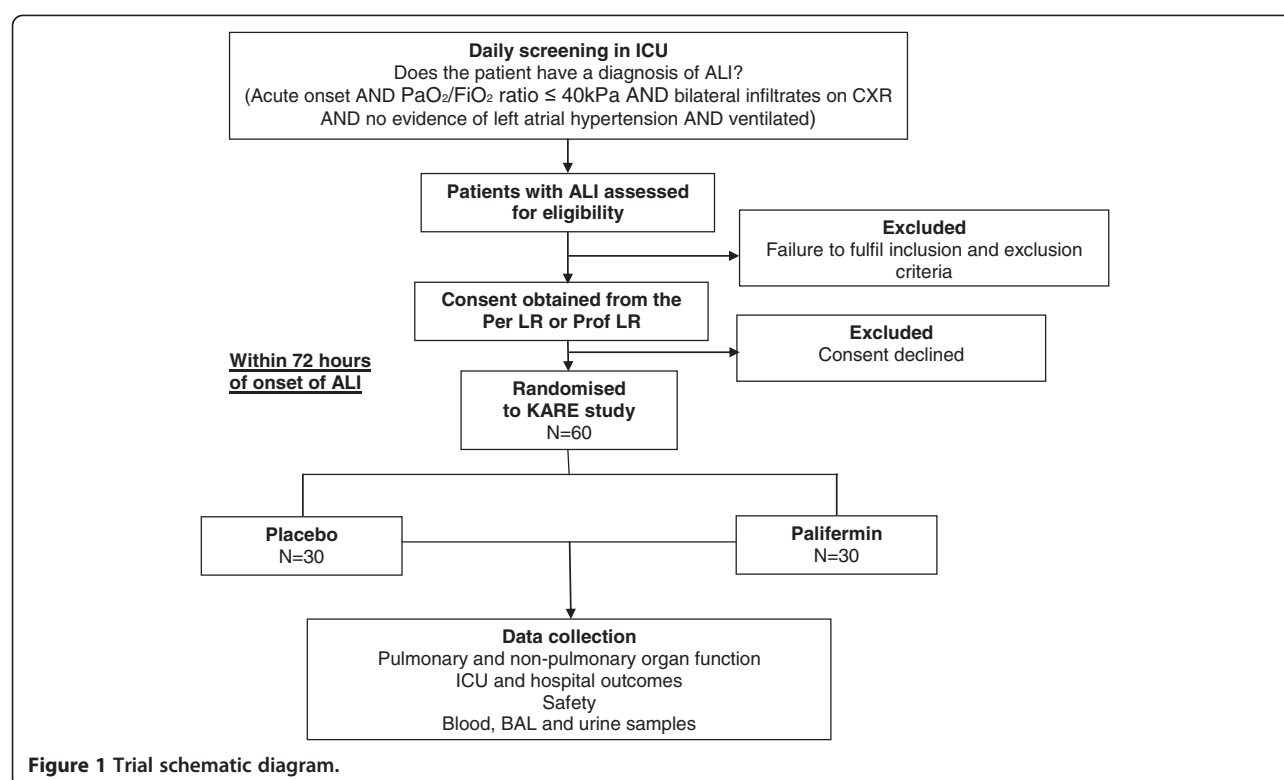 Daily screening in ICU
Does the patient have a diagnosis of ALI?
(Acute onset AND PaO₂/FiO₂ ratio ≤ 40kPa AND bilateral infiltrates on CXR
AND no evidence of left atrial hypertension AND ventilated)
Patients with ALI assessed
for eligibility
Excluded
Failure to fulfil inclusion and exclusion
criteria
Consent obtained from the
Per LR or Prof LR
Excluded
Consent declined
Within 72 hours
of onset of ALI
Randomised
to KARE study
N=60
Placebo
N=30
Palifermin
N=30
Data collection
Pulmonary and non-pulmonary organ function
ICU and hospital outcomes
Safety
Blood, BAL and urine samples
Figure 1 Trial schematic diagram.